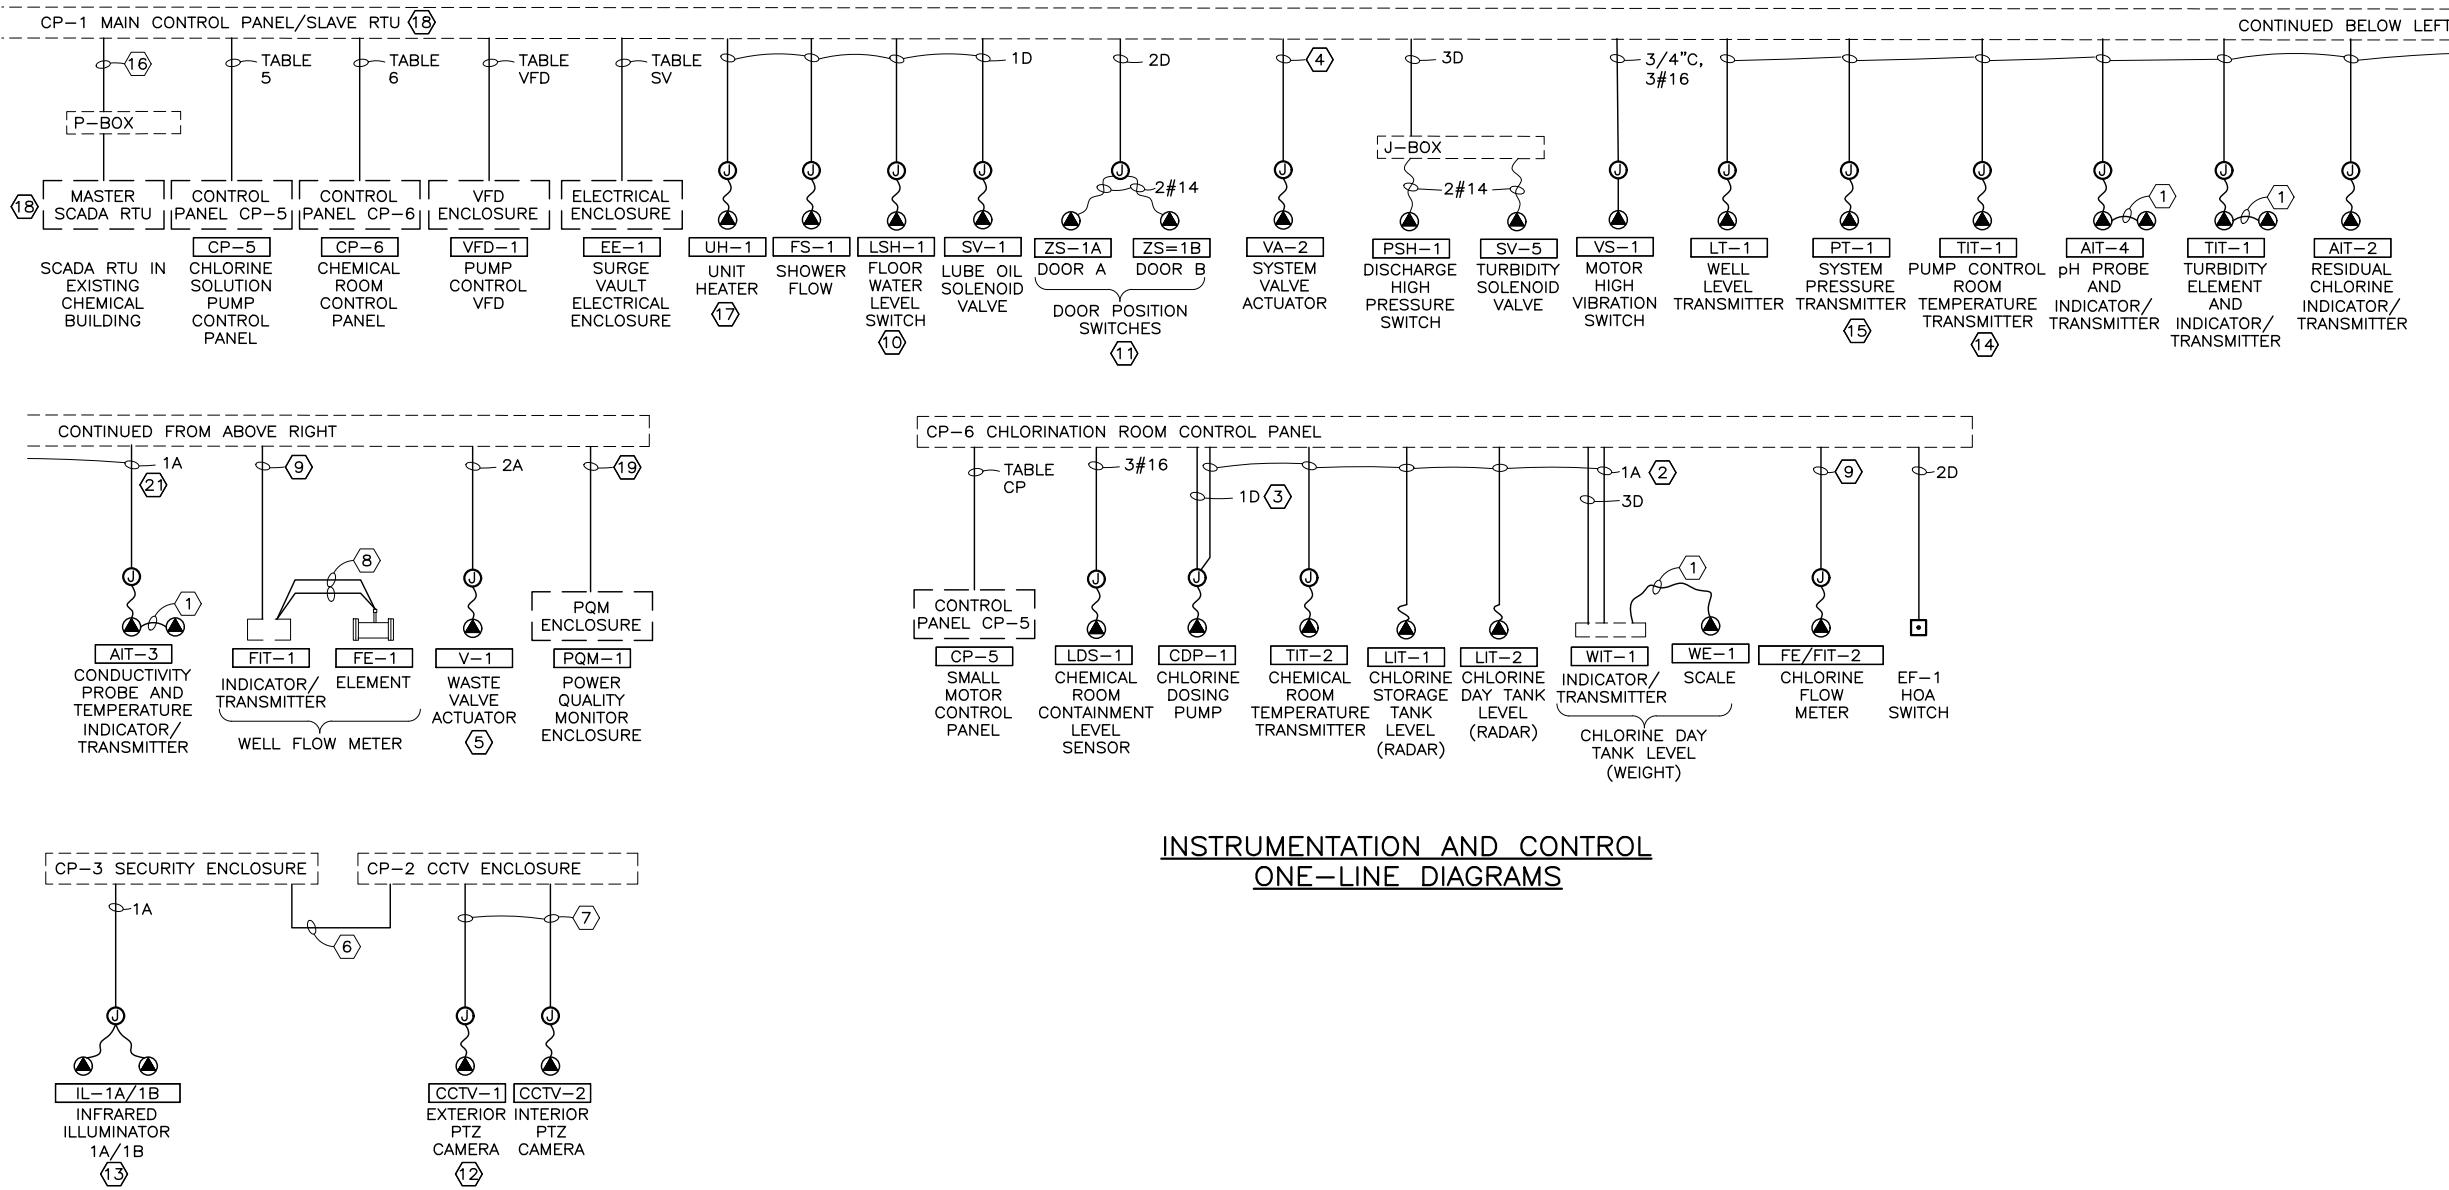 CP-1 MAIN CONTROL PANEL/SLAVE RTU 18
CONTINUED BELOW LEFT
16
TABLE
5
TABLE
6
TABLE
VFD
TABLE
SV
1D
2D
4
3D
3/4"C,
3#16
P-BOX
J-BOX
J
J
J
J
J
J
J
J
J
J
J
J
J
2#14
2#14
18
MASTER
SCADA RTU
CONTROL
PANEL CP-5
CONTROL
PANEL CP-6
VFD
ENCLOSURE
ELECTRICAL
ENCLOSURE
1
1
CP-5
CP-6
VFD-1
EE-1
UH-1
FS-1
LSH-1
SV-1
ZS-1A
ZS=1B
VA-2
PSH-1
SV-5
VS-1
LT-1
PT-1
TIT-1
AIT-4
TIT-1
AIT-2
SCADA RTU IN
EXISTING
CHEMICAL
BUILDING
CHLORINE
SOLUTION
PUMP
CONTROL
PANEL
CHEMICAL
ROOM
CONTROL
PANEL
PUMP
CONTROL
VFD
SURGE
VAULT
ELECTRICAL
ENCLOSURE
UNIT
HEATER
17
SHOWER
FLOW
FLOOR
WATER
LEVEL
SWITCH
10
LUBE OIL
SOLENOID
VALVE
DOOR A
DOOR B
DOOR POSITION
SWITCHES
11
SYSTEM
VALVE
ACTUATOR
DISCHARGE
HIGH
PRESSURE
SWITCH
TURBIDITY
SOLENOID
VALVE
MOTOR
HIGH
VIBRATION
SWITCH
WELL
LEVEL
TRANSMITTER
SYSTEM
PRESSURE
TRANSMITTER
15
PUMP CONTROL
ROOM
TEMPERATURE
TRANSMITTER
14
pH PROBE
AND
INDICATOR/
TRANSMITTER
TURBIDITY
ELEMENT
AND
INDICATOR/
TRANSMITTER
RESIDUAL
CHLORINE
INDICATOR/
TRANSMITTER
CONTINUED FROM ABOVE RIGHT
1A
21
9
2A
19
8
J
J
1
PQM
ENCLOSURE
AIT-3
FIT-1
FE-1
V-1
PQM-1
CONDUCTIVITY
PROBE AND
TEMPERATURE
INDICATOR/
TRANSMITTER
INDICATOR/
TRANSMITTER
ELEMENT
WELL FLOW METER
WASTE
VALVE
ACTUATOR
5
POWER
QUALITY
MONITOR
ENCLOSURE
CP-6 CHLORINATION ROOM CONTROL PANEL
TABLE
CP
3#16
1D 3
1A 2
3D
9
2D
J
J
J
J
1
CONTROL
PANEL CP-5
CP-5
LDS-1
CDP-1
TIT-2
LIT-1
LIT-2
WIT-1
WE-1
FE/FIT-2
SMALL
MOTOR
CONTROL
PANEL
CHEMICAL
ROOM
CONTAINMENT
LEVEL
SENSOR
CHLORINE
DOSING
PUMP
CHEMICAL
ROOM
TEMPERATURE
TRANSMITTER
CHLORINE
STORAGE
TANK
LEVEL
(RADAR)
CHLORINE
DAY TANK
LEVEL
(RADAR)
INDICATOR/
TRANSMITTER
SCALE
CHLORINE DAY
TANK LEVEL
(WEIGHT)
CHLORINE
FLOW
METER
EF-1
HOA
SWITCH
INSTRUMENTATION AND CONTROL
ONE-LINE DIAGRAMS
CP-3 SECURITY ENCLOSURE
CP-2 CCTV ENCLOSURE
1A
6
7
J
J
J
IL-1A/1B
CCTV-1
CCTV-2
INFRARED
ILLUMINATOR
1A/1B
13
EXTERIOR
PTZ
CAMERA
12
INTERIOR
PTZ
CAMERA